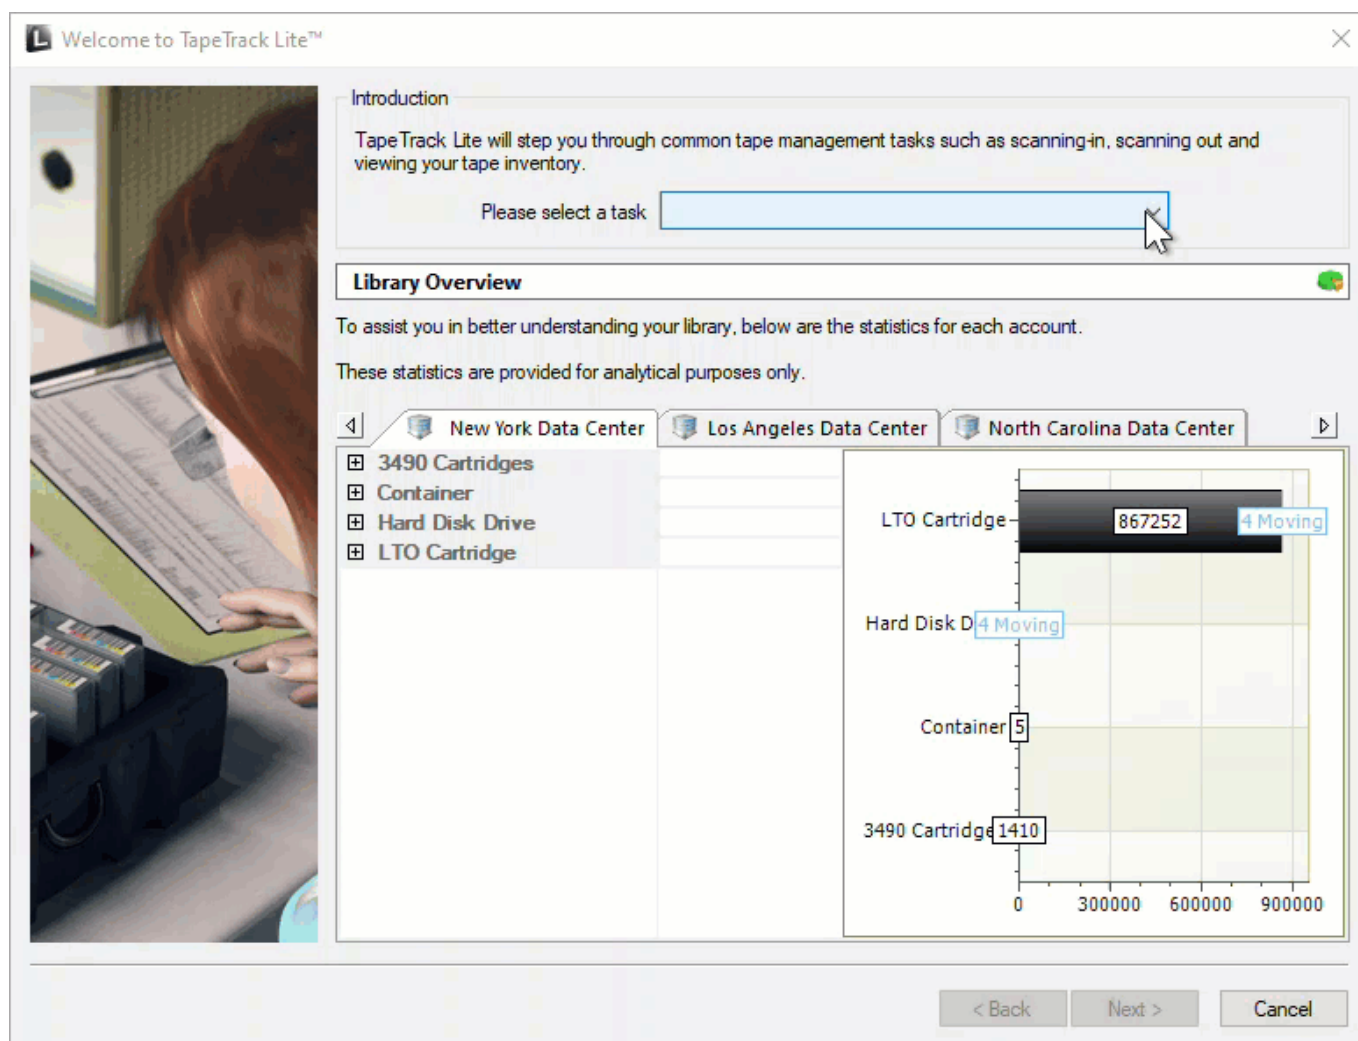 Welcome to TapeTrack Lite™
Introduction
TapeTrack Lite will step you through common tape management tasks such as scanning-in, scanning out and
viewing your tape inventory.
Please select a task
Library Overview
To assist you in better understanding your library, below are the statistics for each account.
These statistics are provided for analytical purposes only.
New York Data Center
Los Angeles Data Center
North Carolina Data Center
3490 Cartridges
Container
Hard Disk Drive
LTO Cartridge
LTO Cartridge
867252
4 Moving
Hard Disk D
4 Moving
Container
5
3490 Cartridge
1410
0 300000 600000 900000
< Back
Next >
Cancel